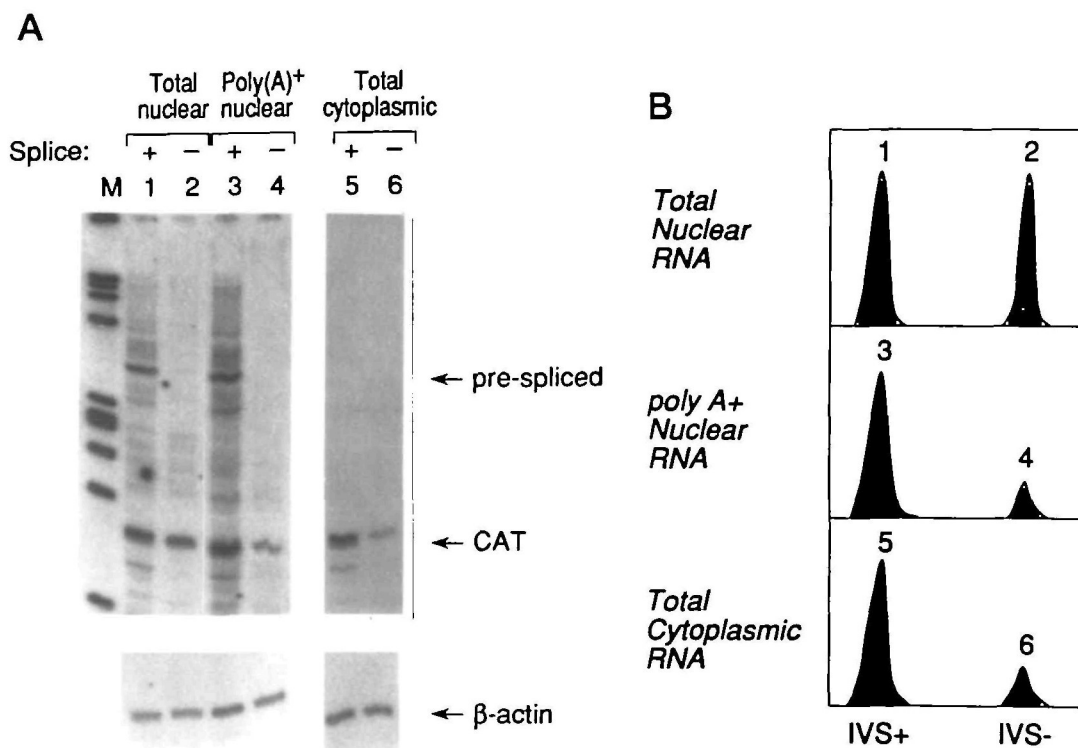 A
Total nuclear
Poly(A)+ nuclear
Total cytoplasmic
Splice: + − + − + −
M 1 2 3 4 5 6
← pre-spliced
← CAT
← β-actin
B
1 2
Total
Nuclear
RNA
3 4
poly A+
Nuclear
RNA
5 6
Total
Cytoplasmic
RNA
IVS+ IVS-